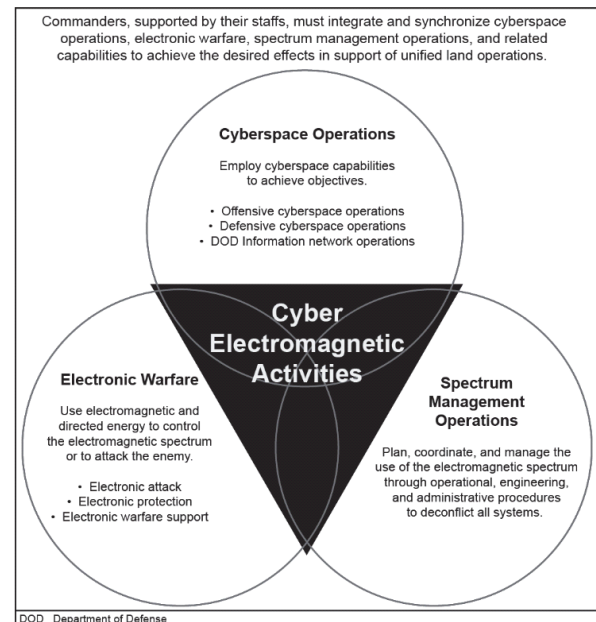 Commanders, supported by their staffs, must integrate and synchronize cyberspace
operations, electronic warfare, spectrum management operations, and related
capabilities to achieve the desired effects in support of unified land operations.
Cyberspace Operations
Employ cyberspace capabilities
to achieve objectives.
• Offensive cyberspace operations
• Defensive cyberspace operations
• DOD Information network operations
Cyber
Electromagnetic
Activities
Electronic Warfare
Use electromagnetic and
directed energy to control
the electromagnetic spectrum
or to attack the enemy.
• Electronic attack
• Electronic protection
• Electronic warfare support
Spectrum
Management
Operations
Plan, coordinate, and manage the
use of the electromagnetic spectrum
through operational, engineering,
and administrative procedures
to deconflict all systems.
DOD Department of Defense